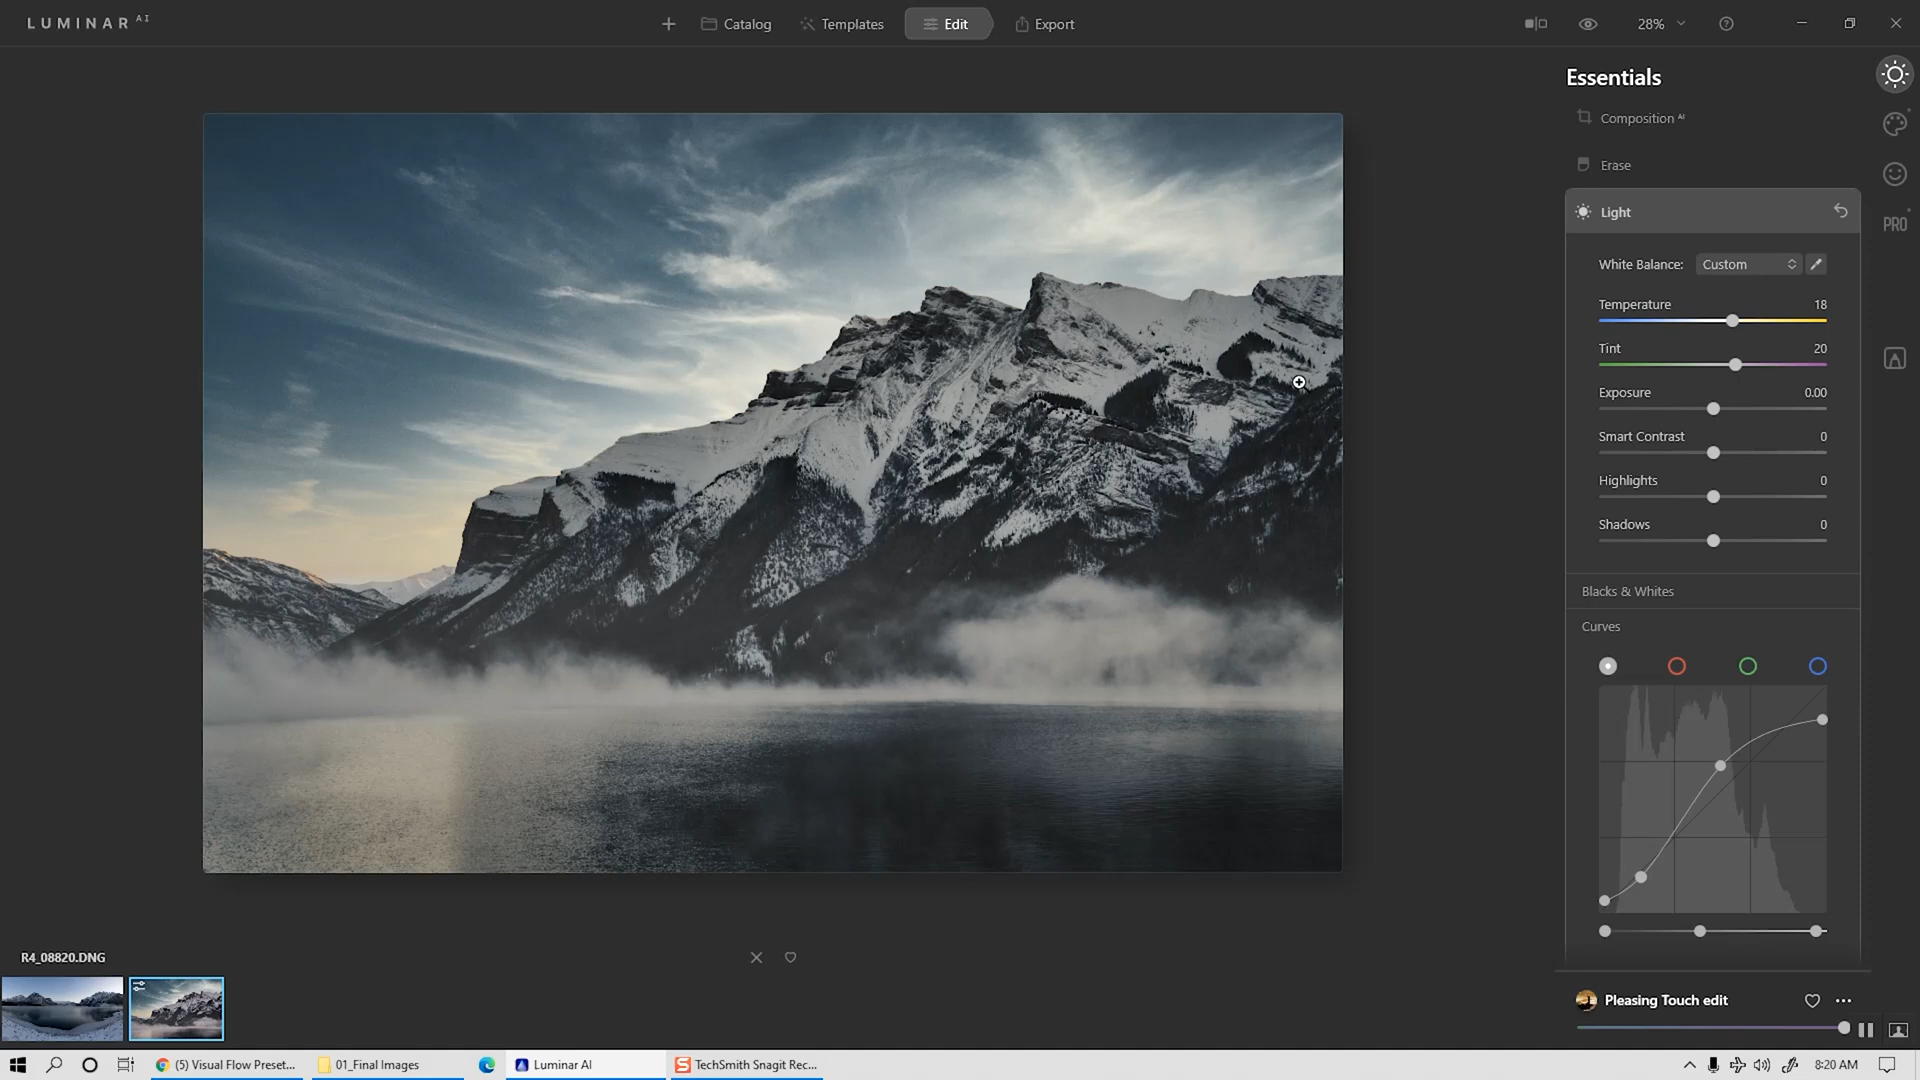 LUMINAR AI
Catalog
Templates
Edit
Export
28%
Essentials
Composition AI
Erase
Light
PRO
White Balance: Custom
Temperature 18
Tint 20
Exposure 0.00
Smart Contrast 0
Highlights 0
Shadows 0
Blacks & Whites
Curves
R4_08820.DNG
Pleasing Touch edit
(5) Visual Flow Preset...
01_Final Images
Luminar AI
TechSmith Snagit Rec...
8:20 AM